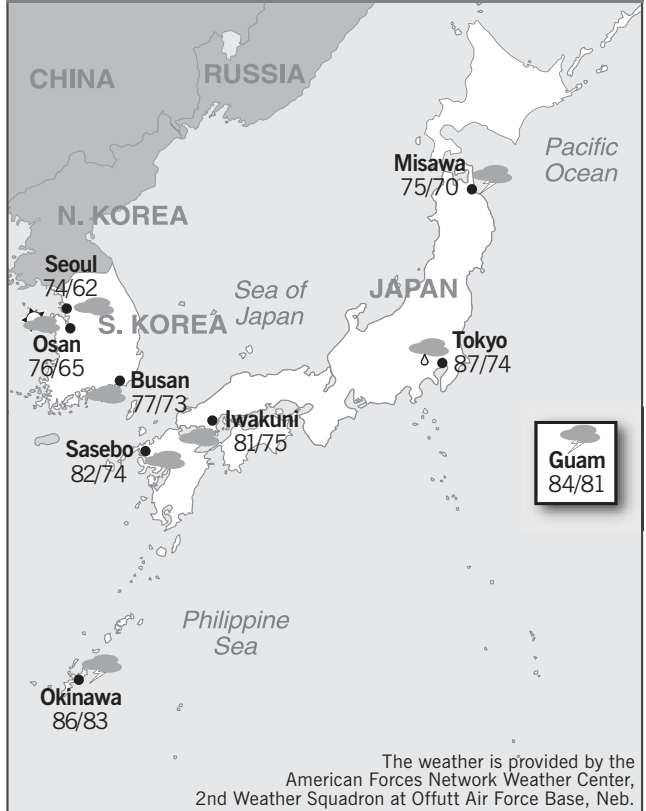 CHINA
RUSSIA
Pacific
Ocean
Misawa
75/70
N. KOREA
Seoul
74/62
Sea of
Japan
JAPAN
S. KOREA
Osan
76/65
Tokyo
87/74
Busan
77/73
Iwakuni
81/75
Sasebo
82/74
Guam
84/81
Philippine
Sea
Okinawa
86/83
The weather is provided by the
American Forces Network Weather Center,
2nd Weather Squadron at Offutt Air Force Base, Neb.